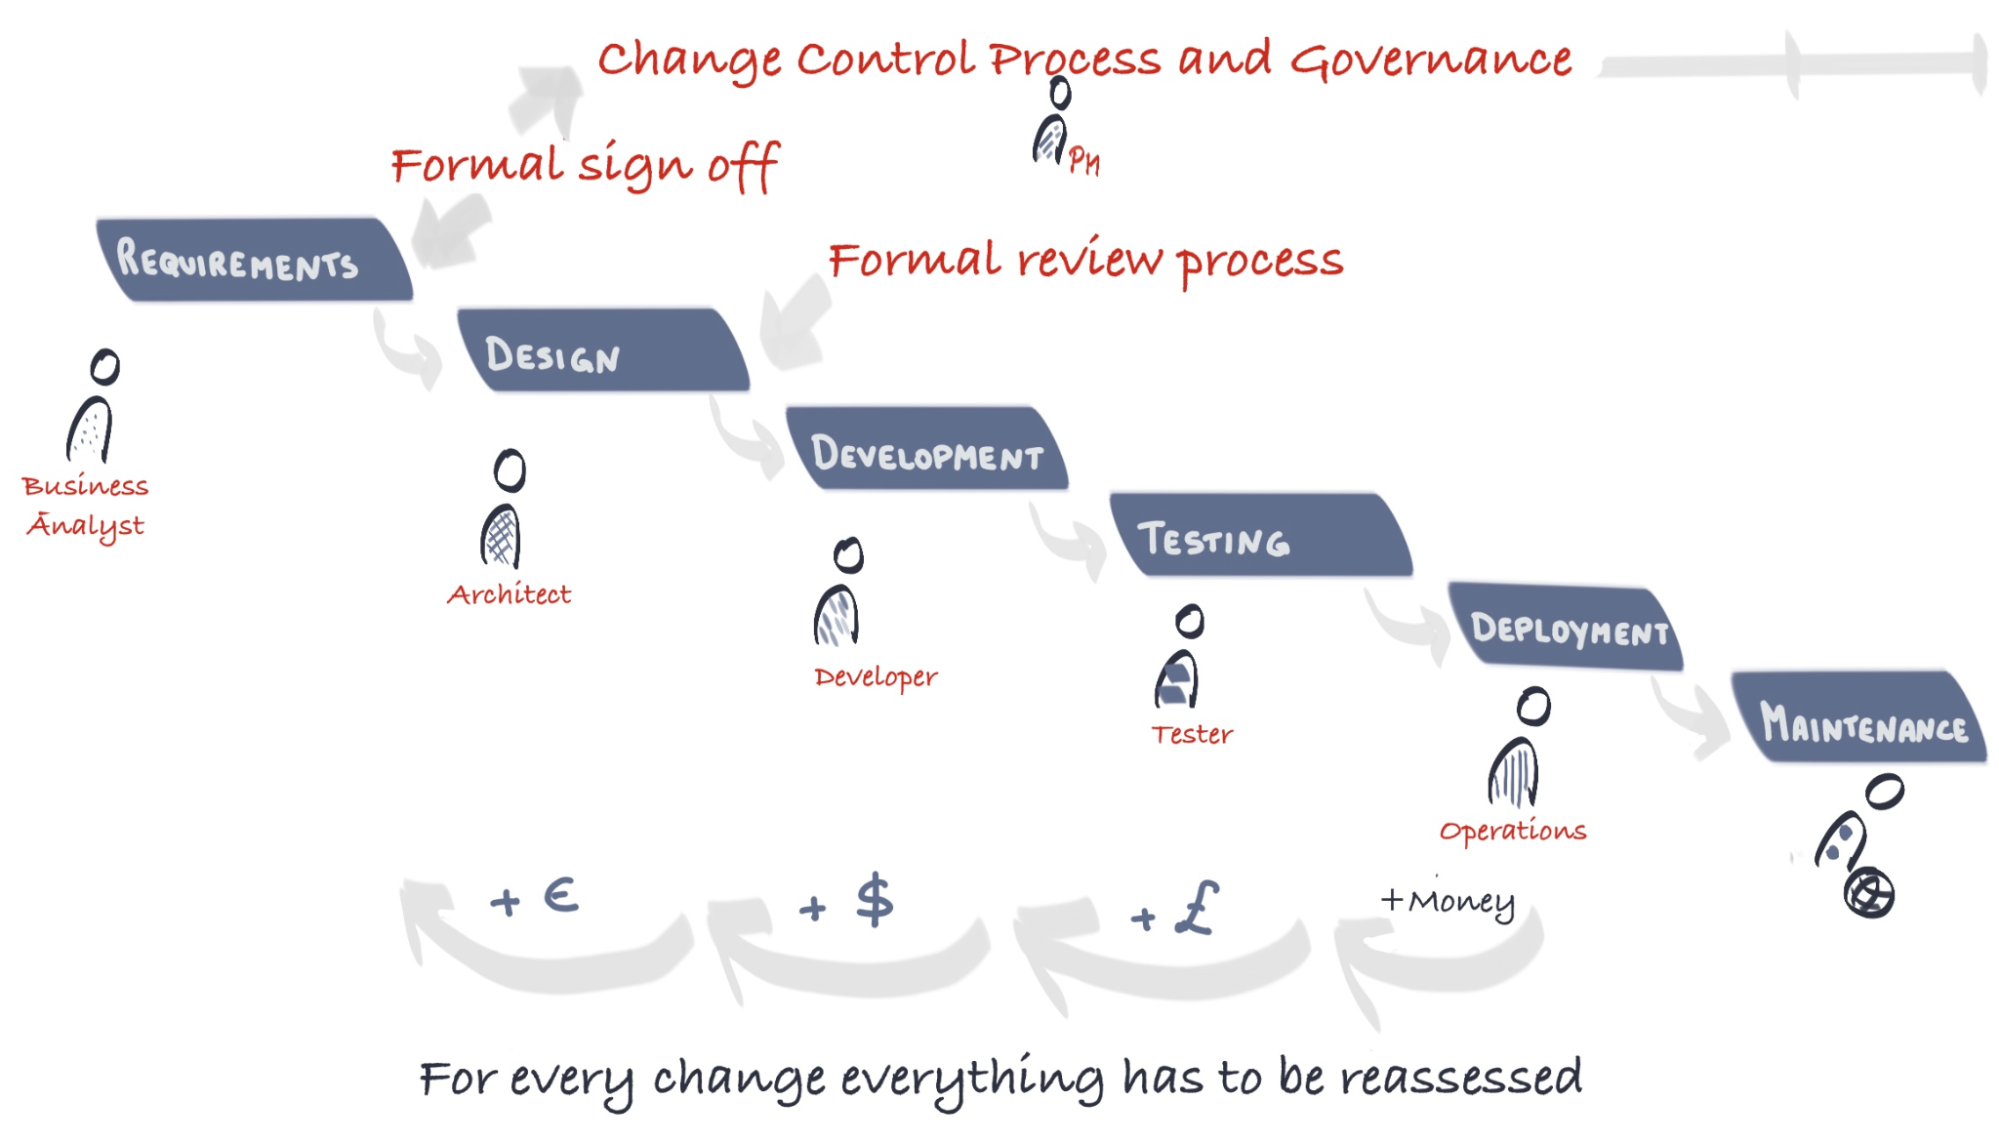 Change Control Process and Governance
PM
Formal sign off
REQUIREMENTS
Formal review process
DESIGN
DEVELOPMENT
Business
Analyst
TESTING
Architect
DEPLOYMENT
Developer
MAINTENANCE
Tester
Operations
+ €
+ $
+ £
+Money
For every change everything has to be reassessed